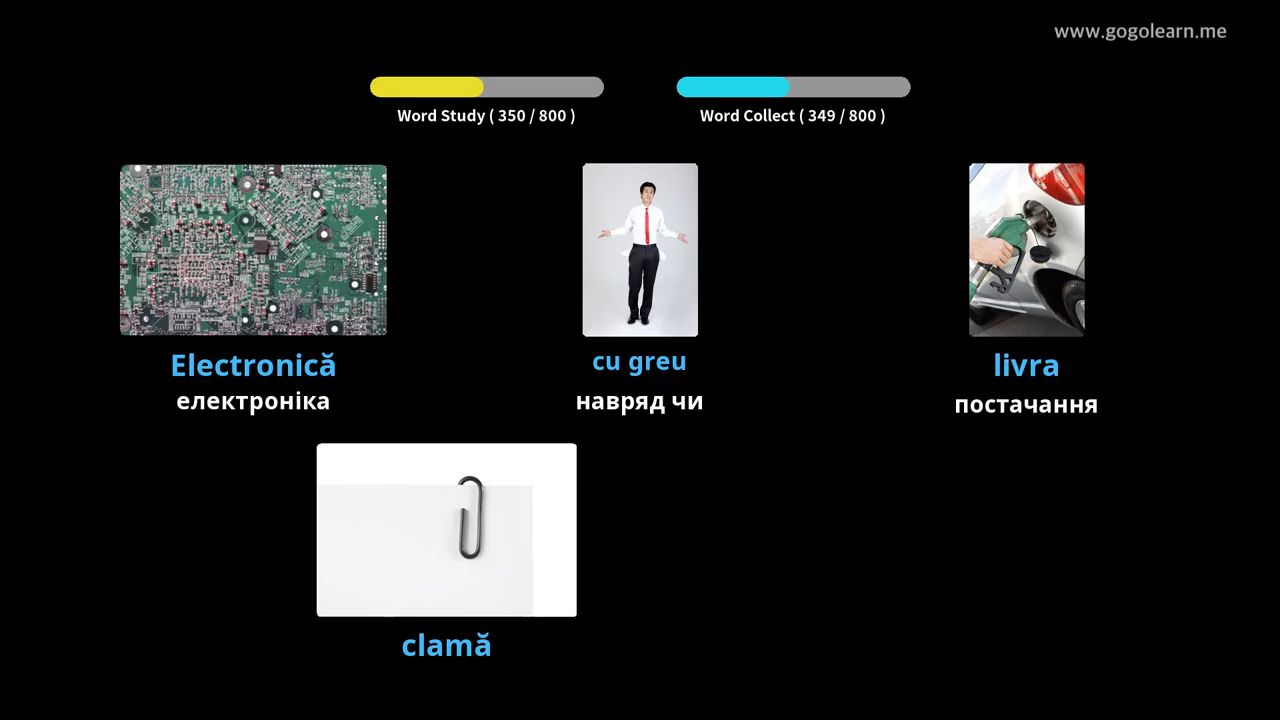 www.gogolearn.me
Word Study ( 350 / 800 )
Word Collect ( 349 / 800 )
Electronică
електроніка
cu greu
навряд чи
livra
постачання
clamă